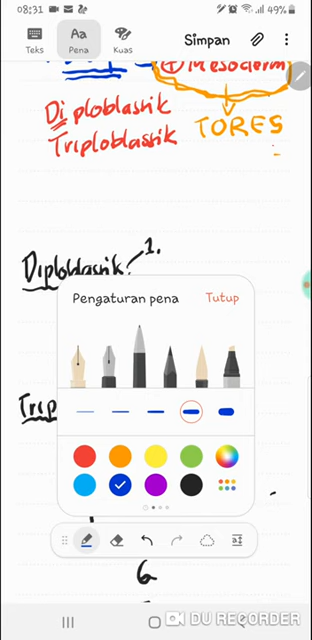 08,31 49%
Teks Pena Kuas Simpan
+ Mesoderm
Diploblastik
Triploblastik TORES
Diploblastik 1.
Pengaturan pena Tutup
Trip
6
DU RECORDER